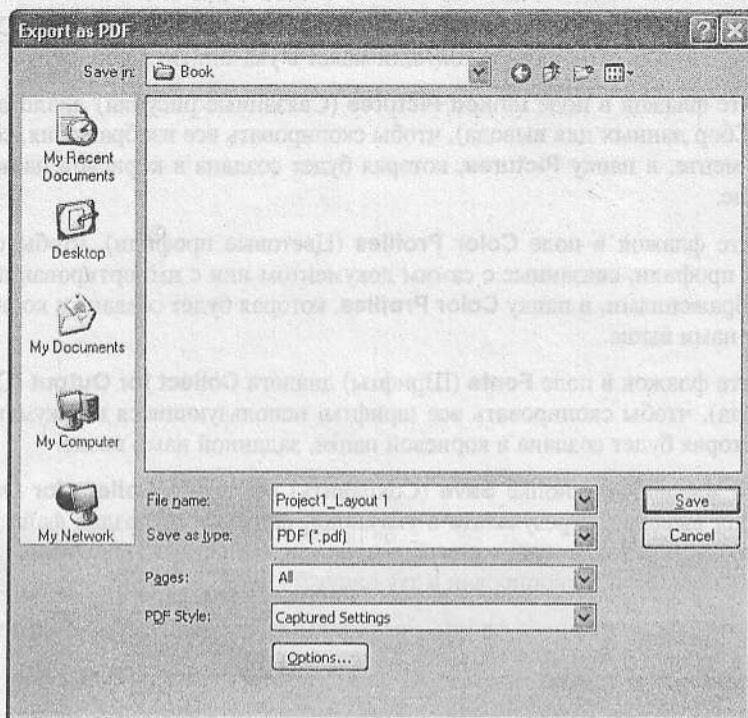 Export as PDF
Save in:
Book
My Recent
Documents
Desktop
My Documents
My Computer
My Network
File name:
Project1_Layout 1
Save
Save as type:
PDF (*.pdf)
Cancel
Pages:
All
PDF Style:
Captured Settings
Options...